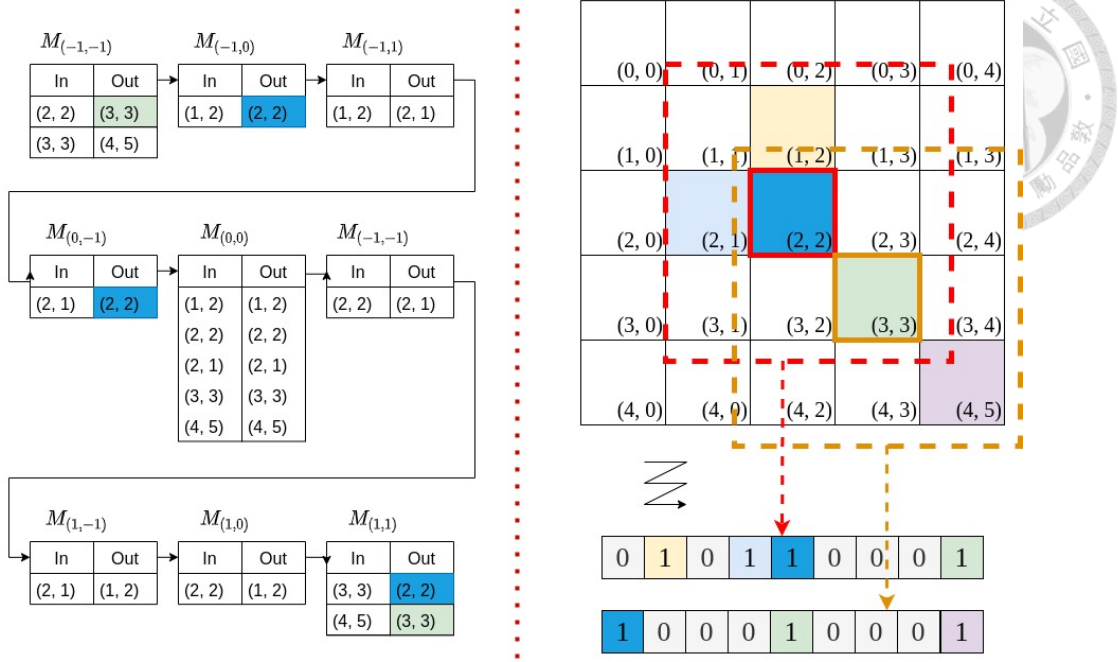 M(−1,−1)
In Out
(2, 2) (3, 3)
(3, 3) (4, 5)
M(−1,0)
In Out
(1, 2) (2, 2)
M(−1,1)
In Out
(1, 2) (2, 1)
M(0,−1)
In Out
(2, 1) (2, 2)
M(0,0)
In Out
(1, 2) (1, 2)
(2, 2) (2, 2)
(2, 1) (2, 1)
(3, 3) (3, 3)
(4, 5) (4, 5)
M(−1,−1)
In Out
(2, 2) (2, 1)
M(1,−1)
In Out
(2, 1) (1, 2)
M(1,0)
In Out
(2, 2) (1, 2)
M(1,1)
In Out
(3, 3) (2, 2)
(4, 5) (3, 3)
(0, 0) (0, 1) (0, 2) (0, 3) (0, 4)
(1, 0) (1, 1) (1, 2) (1, 3) (1, 3)
(2, 0) (2, 1) (2, 2) (2, 3) (2, 4)
(3, 0) (3, 1) (3, 2) (3, 3) (3, 4)
(4, 0) (4, 0) (4, 2) (4, 3) (4, 5)
0 1 0 1 1 0 0 0 1
1 0 0 0 1 0 0 0 1
立
國
敦
品
勵